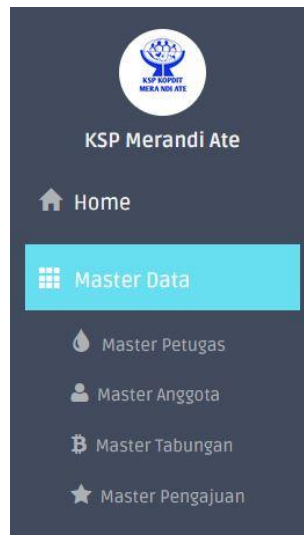 KSP KOPDIT
MERA NDI ATE
KSP Merandi Ate
Home
Master Data
Master Petugas
Master Anggota
Master Tabungan
Master Pengajuan